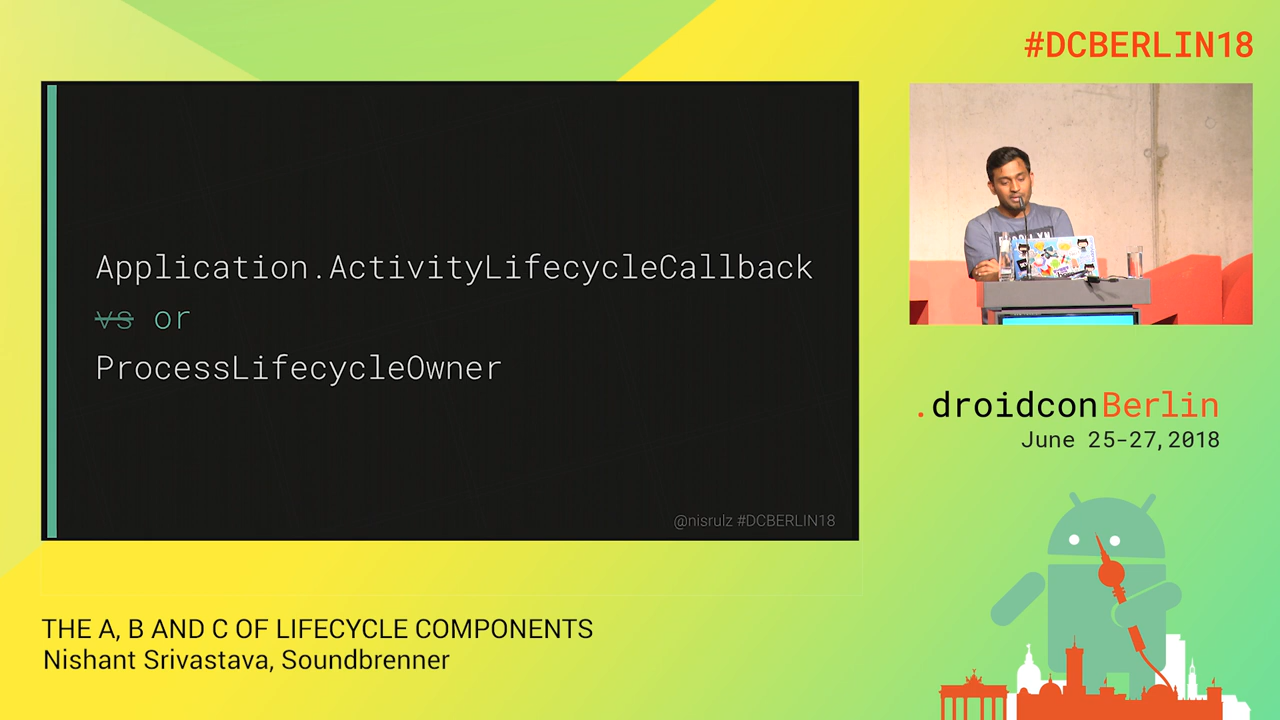 #DCBERLIN18
Application.ActivityLifecycleCallback
vs or
ProcessLifecycleOwner
@nisrulz #DCBERLIN18
.droidconBerlin
June 25-27, 2018
THE A, B AND C OF LIFECYCLE COMPONENTS
Nishant Srivastava, Soundbrenner